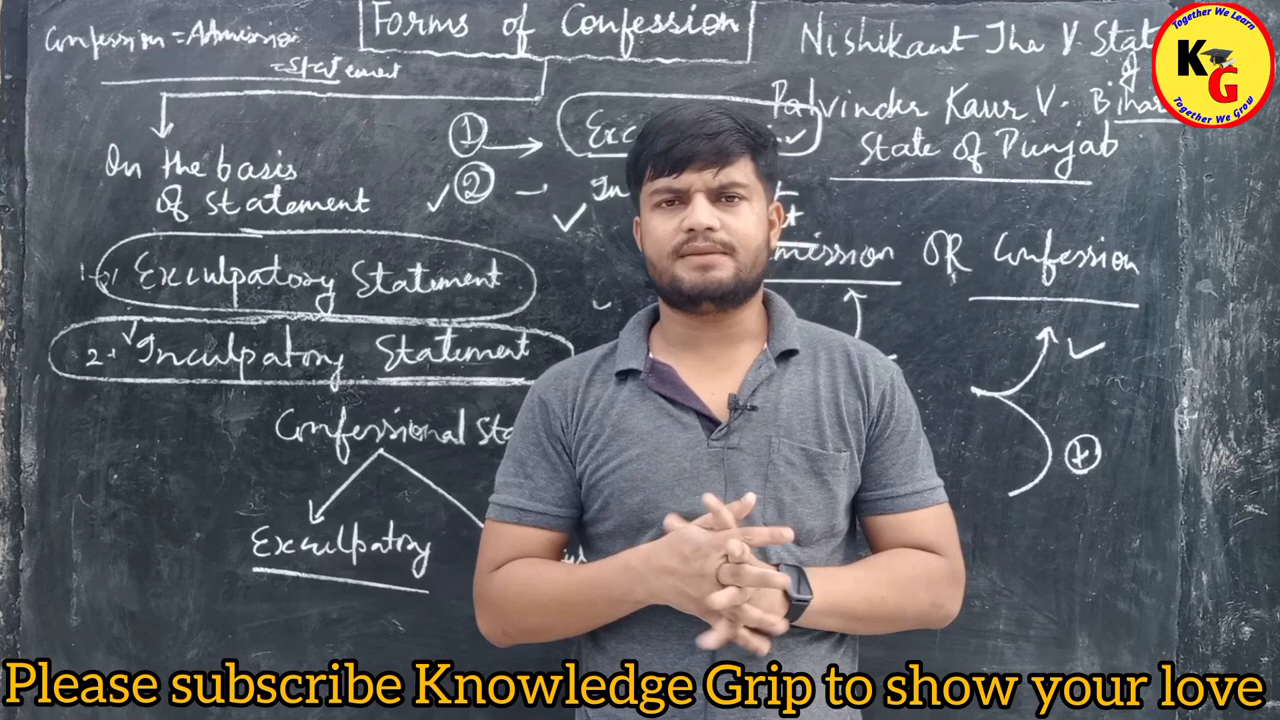 Forms of Confession
Confession = Admission
= Statement
On the basis
of Statement
1. Exculpatory Statement
2. Inculpatory Statement
Confessional
Exculpatory
①
②
In
Nishikant Jha V. State
of
Bihar
Palvinder Kaur V.
State of Punjab
OR Confession
Together We Learn
KG
Together We Grow
Please subscribe Knowledge Grip to show your love